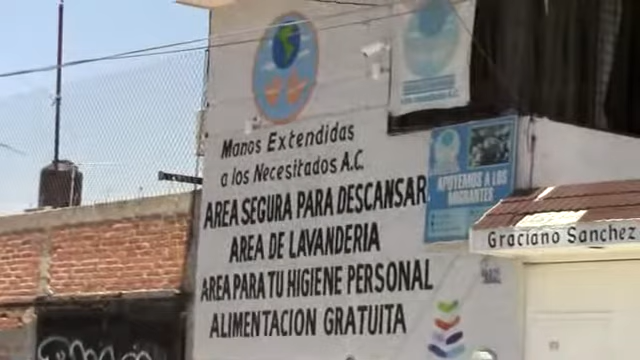 Manos Extendidas
a los Necesitados A.C.
AREA SEGURA PARA DESCANSAR
AREA DE LAVANDERIA
AREA PARA TU HIGIENE PERSONAL
ALIMENTACION GRATUITA
APOYEMOS A LOS
MIGRANTES
Graciano Sanchez